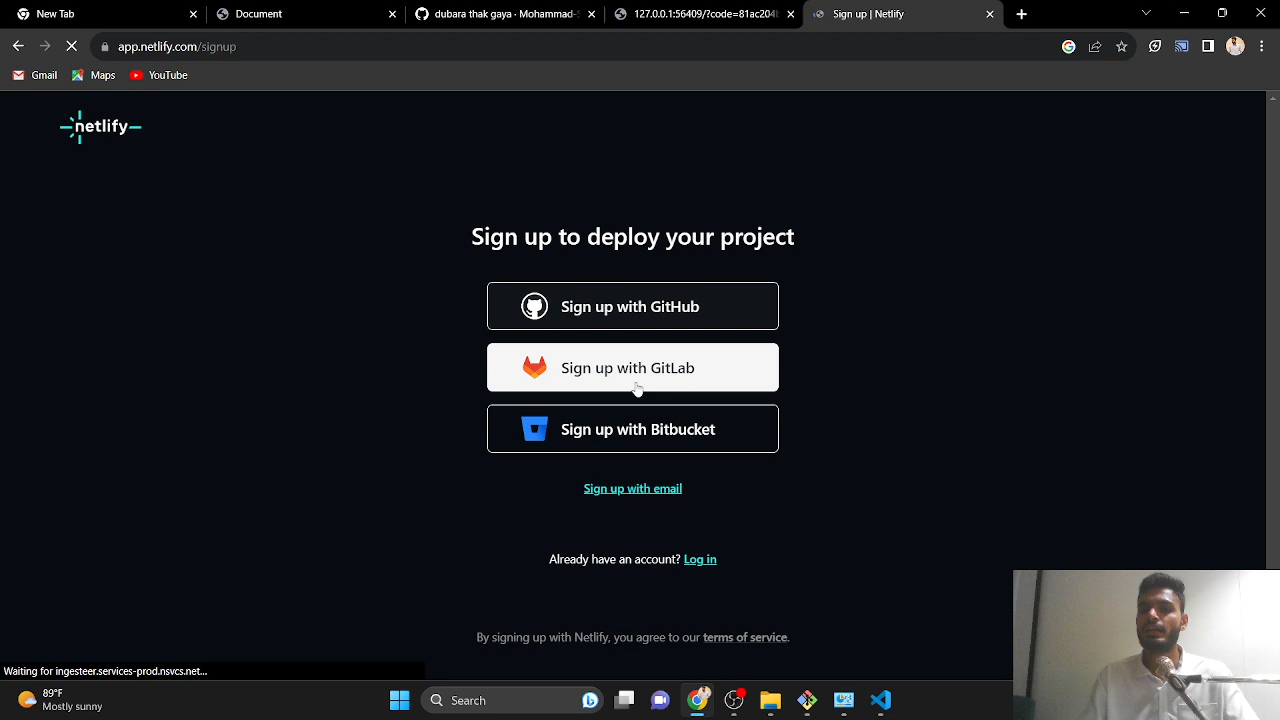 New Tab
Document
dubara thak gaya · Mohammad-S
127.0.0.1:56409/?code=81ac204b
Sign up | Netlify
app.netlify.com/signup
Gmail
Maps
YouTube
netlify
Sign up to deploy your project
Sign up with GitHub
Sign up with GitLab
Sign up with Bitbucket
Sign up with email
Already have an account? Log in
By signing up with Netlify, you agree to our terms of service.
Waiting for ingesteer.services-prod.nsvcs.net...
89°F
Mostly sunny
Search